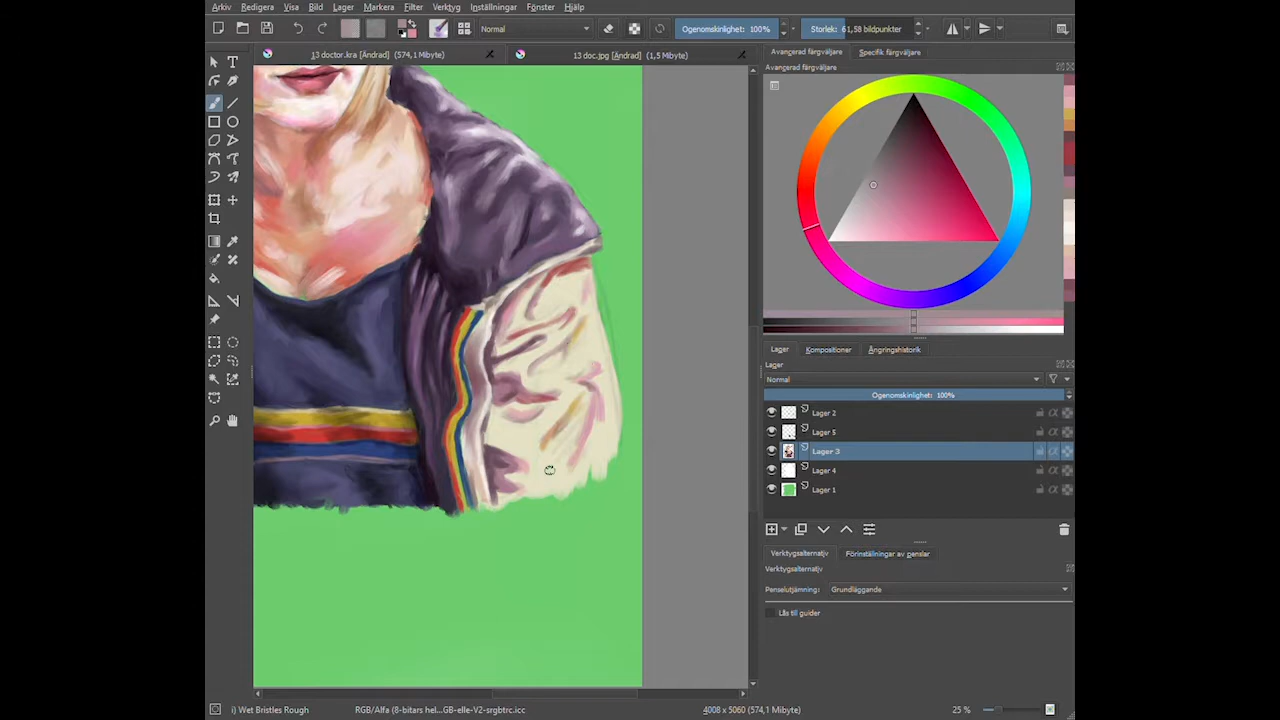 Arkiv Redigera Visa Bild Lager Markera Filter Verktyg Inställningar Fönster Hjälp
Normal Ogenomskinlighet: 100% Storlek: 61,58 bildpunkter
13 doctor.kra [Ändrad] (574,1 Mibyte) 13 doc.jpg [Ändrad] (1,5 Mibyte)
Avancerad färgväljare Specifik färgväljare
Avancerad färgväljare
Lager Kompositioner Ångringshistorik
Lager
Normal
Ogenomskinlighet: 100%
Lager 2
Lager 5
Lager 3
Lager 4
Lager 1
Verktygsalternativ Förinställningar av penslar
Verktygsalternativ
Penselutjämning: Grundläggande
Lås till guider
i) Wet Bristles Rough RGB/Alfa (8-bitars hel...GB-elle-V2-srgbtrc.icc 4008 x 5060 (574,1 Mibyte) 25 %